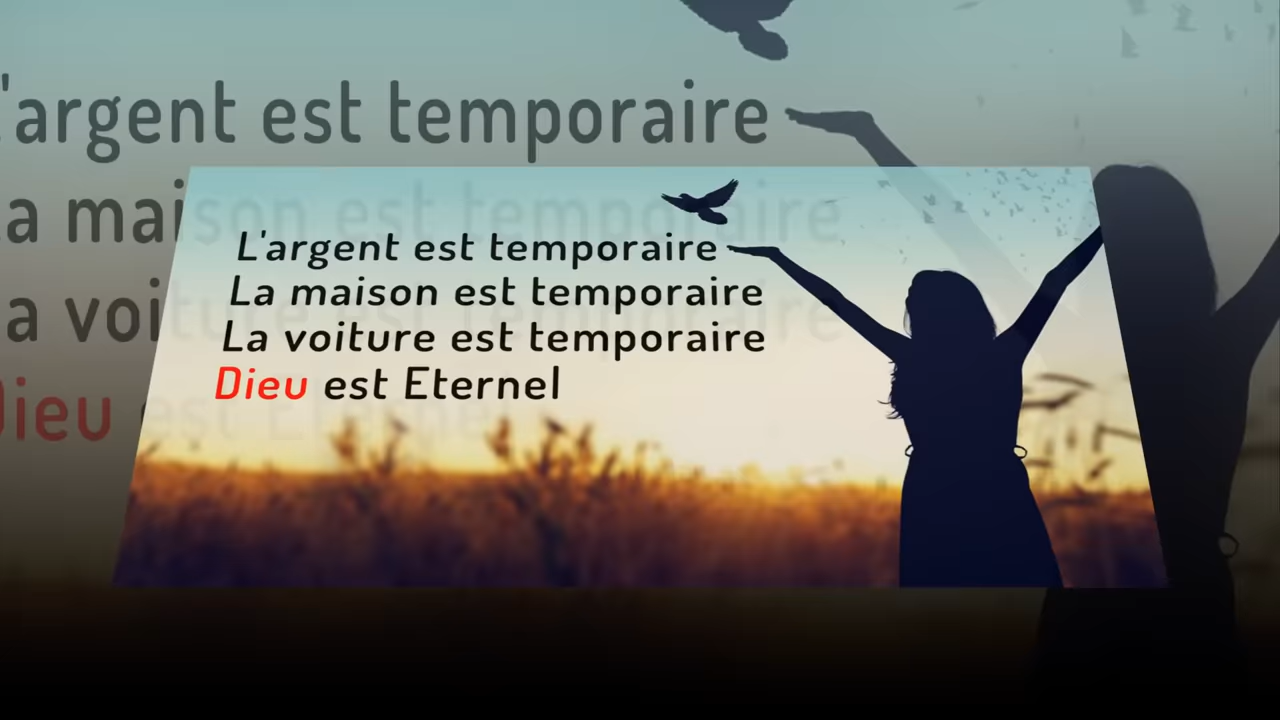 L'argent est temporaire
La maison est temporaire
La voiture est temporaire
Dieu est Eternel